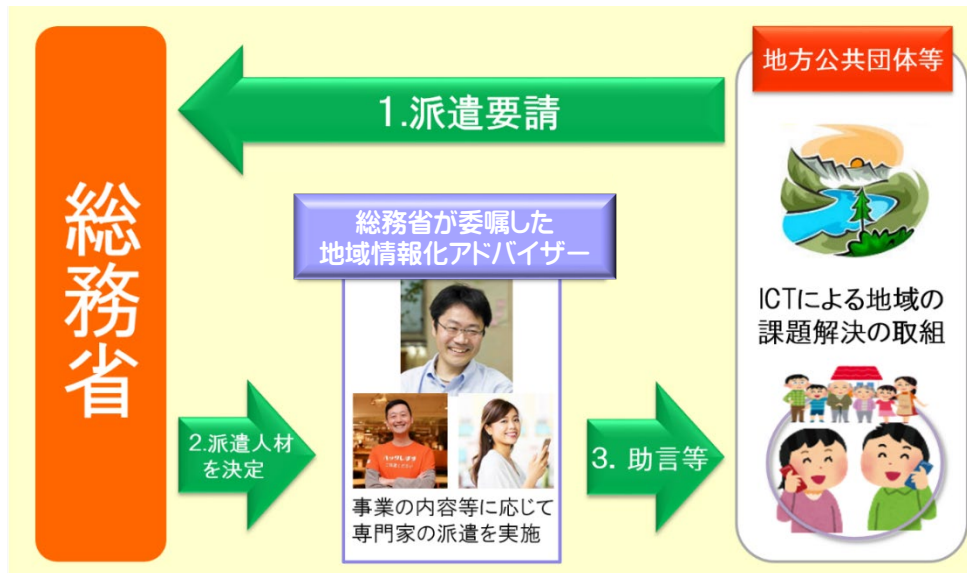 総務省
1.派遣要請
地方公共団体等
総務省が委嘱した
地域情報化アドバイザー
ICTによる地域の
課題解決の取組
2.派遣人材
を決定
3. 助言等
事業の内容等に応じて
専門家の派遣を実施